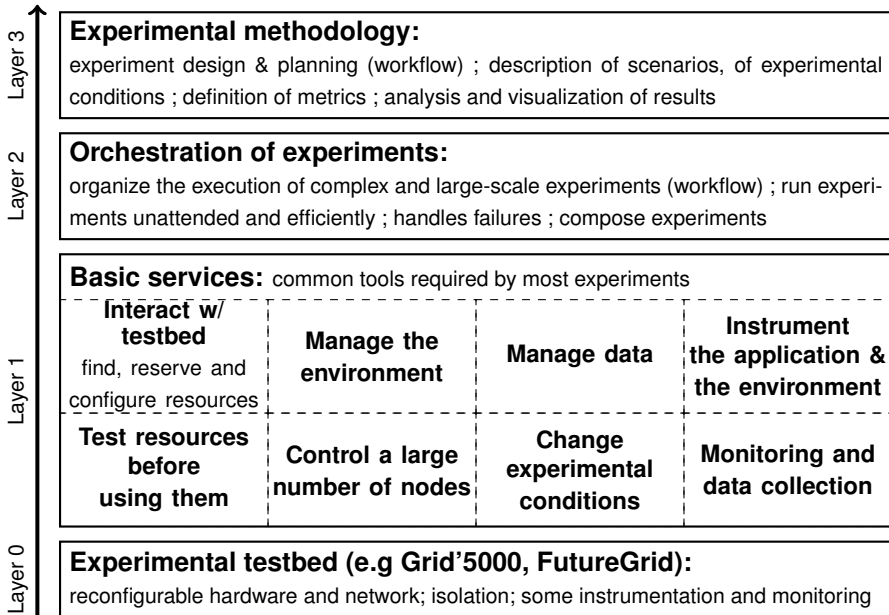 Layer 3
Experimental methodology:
experiment design & planning (workflow) ; description of scenarios, of experimental
conditions ; definition of metrics ; analysis and visualization of results
Layer 2
Orchestration of experiments:
organize the execution of complex and large-scale experiments (workflow) ; run experi-
ments unattended and efficiently ; handles failures ; compose experiments
Layer 1
Basic services: common tools required by most experiments
Interact w/
testbed
find, reserve and
configure resources
Manage the
environment
Manage data
Instrument
the application &
the environment
Test resources
before
using them
Control a large
number of nodes
Change
experimental
conditions
Monitoring and
data collection
Layer 0
Experimental testbed (e.g Grid'5000, FutureGrid):
reconfigurable hardware and network; isolation; some instrumentation and monitoring